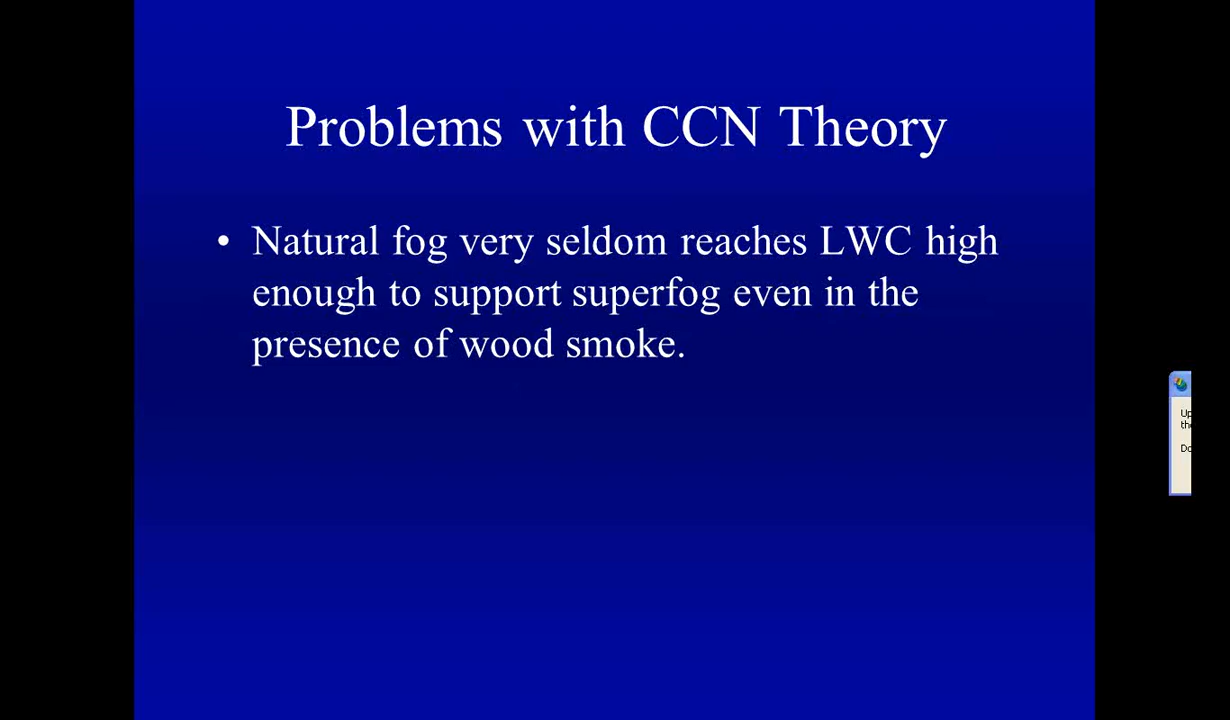 Problems with CCN Theory
• Natural fog very seldom reaches LWC high
enough to support superfog even in the
presence of wood smoke.